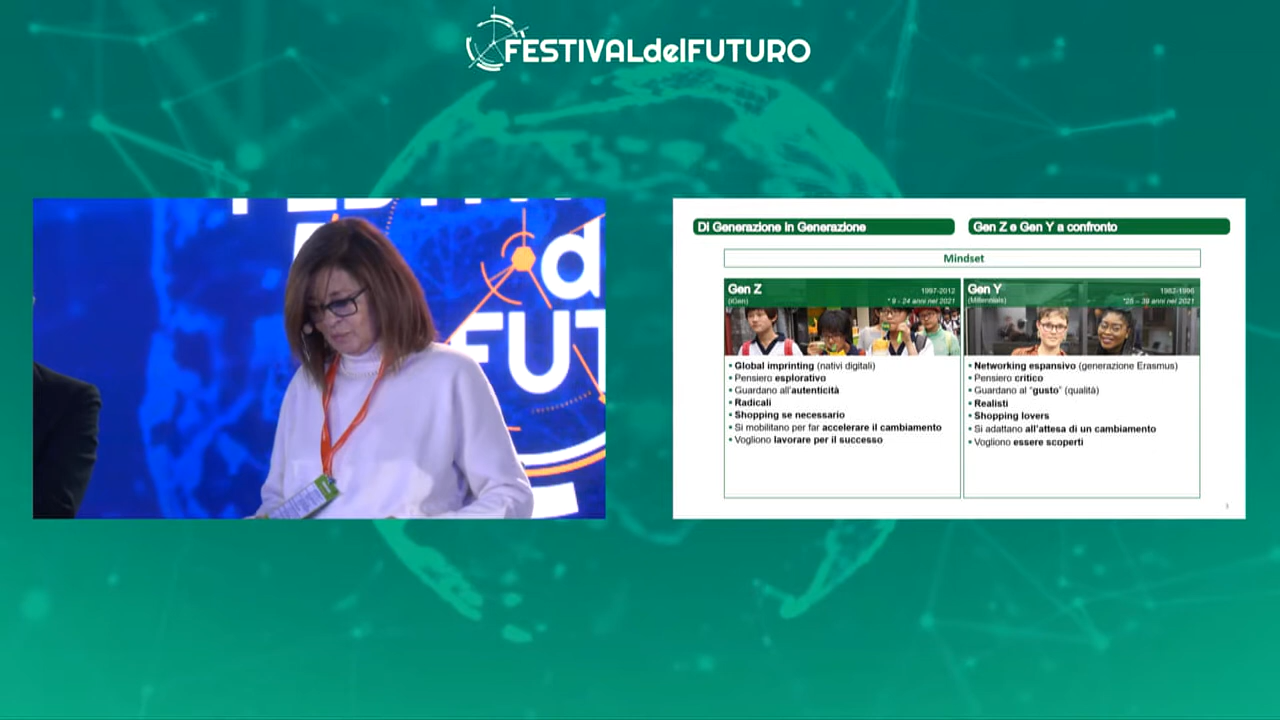 FESTIVALdelFUTURO
d
FUT
Di Generazione in Generazione
Gen Z e Gen Y a confronto
Mindset
Gen Z
1997-2012
(iGen)
* 9 - 24 anni nel 2021
• Global imprinting (nativi digitali)
• Pensiero esplorativo
• Guardano all'autenticità
• Radicali
• Shopping se necessario
• Si mobilitano per far accelerare il cambiamento
• Vogliono lavorare per il successo
Gen Y
1982-1996
(Millennials)
*25 – 39 anni nel 2021
• Networking espansivo (generazione Erasmus)
• Pensiero critico
• Guardano al "gusto" (qualità)
• Realisti
• Shopping lovers
• Si adattano all'attesa di un cambiamento
• Vogliono essere scoperti
3